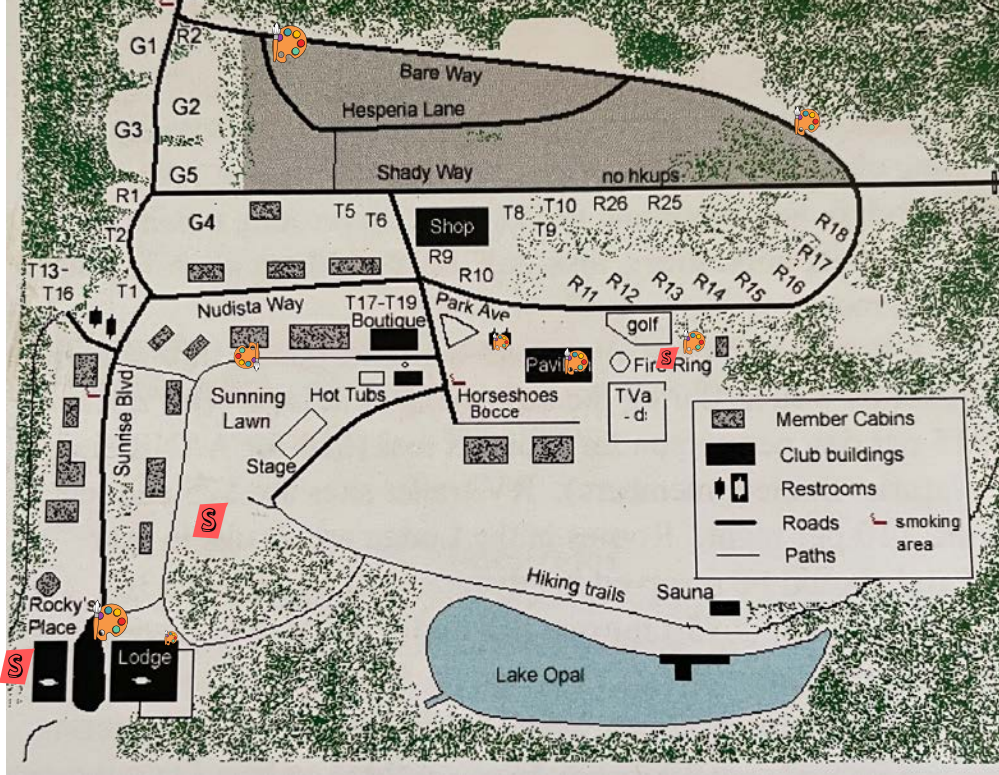 G1
R2
Bare Way
G2
Hesperia Lane
G3
G5
Shady Way
no hkups
R1
G4
T5
T6
Shop
T8
T10
R26
R25
T2
T9
R18
R9
R17
T13-
T16
R10
R16
T1
R11
R12
R13
R14
R15
Nudista Way
T17-T19
Boutique
Park Ave
golf
Fire Ring
S
Sunrise Blvd
Sunning
Lawn
Hot Tubs
Horseshoes
Bocce
TVa
- d:
Member Cabins
Club buildings
Restrooms
Roads
smoking
area
Paths
Stage
S
Hiking trails
Sauna
Rocky's
Place
S
Lodge
Lake Opal